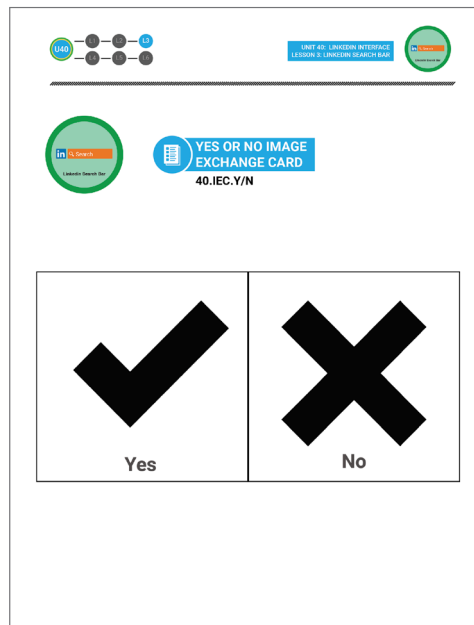 U40
L1
L2
L3
L4
L5
L6
UNIT 40: LINKEDIN INTERFACE
LESSON 3: LINKEDIN SEARCH BAR
in Search
LinkedIn Search Bar
in Search
LinkedIn Search Bar
YES OR NO IMAGE
EXCHANGE CARD
40.IEC.Y/N
Yes
No